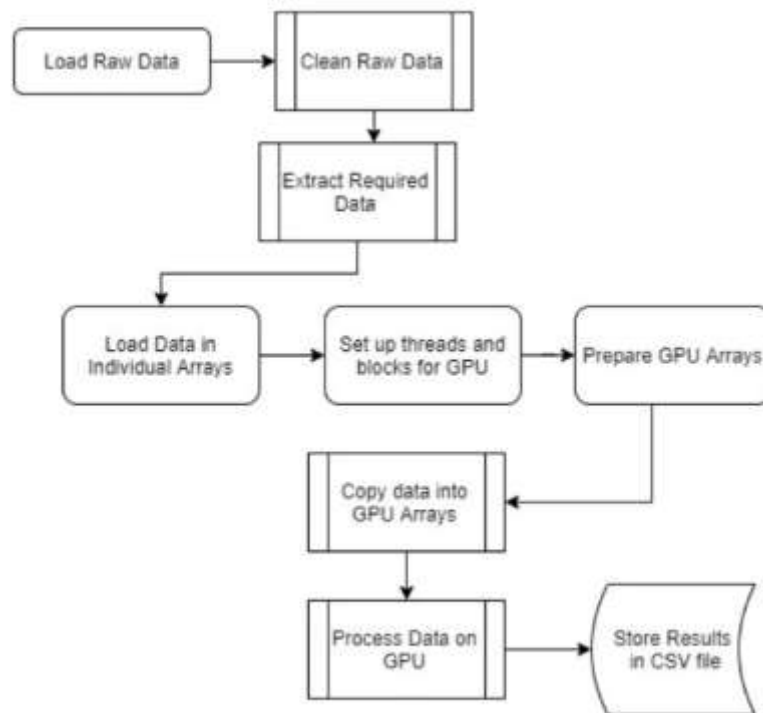 Load Raw Data
Clean Raw Data
Extract Required
Data
Load Data in
Individual Arrays
Set up threads and
blocks for GPU
Prepare GPU Arrays
Copy data into
GPU Arrays
Process Data on
GPU
Store Results
in CSV file